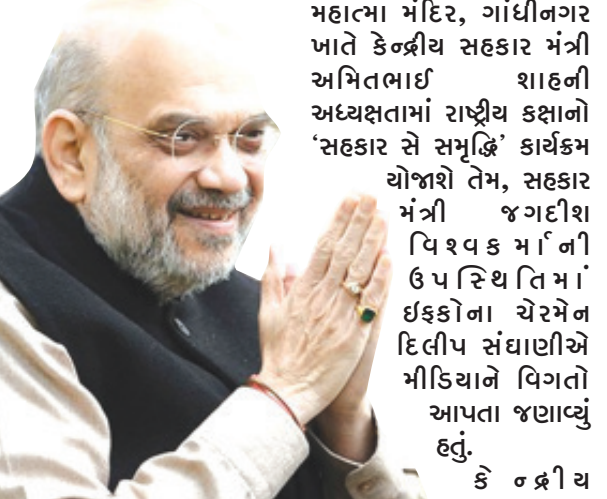 મહાત્મા મંદિર, ગાંધીનગર
ખાતે કેન્દ્રીય સહકાર મંત્રી
અમિતભાઈ શાહની
અધ્યક્ષતામાં રાષ્ટ્રીય કક્ષાનો
‘સહકાર સે સમૃદ્ધિ’ કાર્યક્રમ
યોજાશે તેમ, સહકાર
મંત્રી જગદીશ
વિશ્વકર્માની
ઉપસ્થિતિમાં
ઇફકોના ચેરમેન
દિલીપ સંઘાણીએ
મીડિયાને વિગતો
આપતા જણાવ્યું
હતું.
કેન્દ્રીય